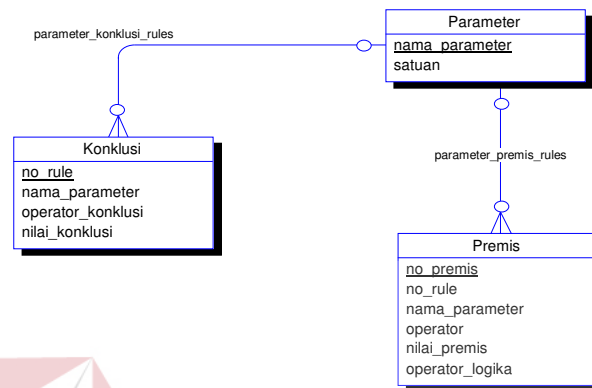 parameter_konklusi_rules
Parameter
nama_parameter
satuan
Konklusi
no_rule
nama_parameter
operator_konklusi
nilai_konklusi
parameter_premis_rules
Premis
no_premis
no_rule
nama_parameter
operator
nilai_premis
operator_logika